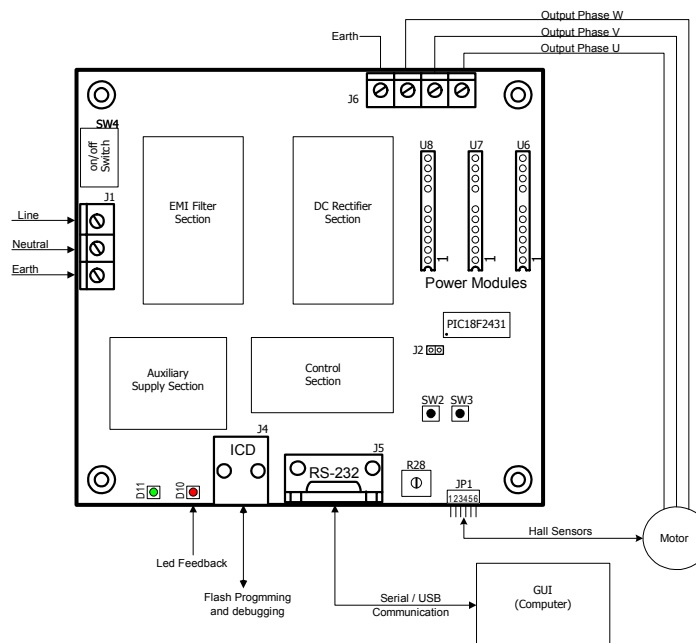 Output Phase W
Output Phase V
Output Phase U
Earth
J6
SW4
on/off
Switch
U8
U7
U6
EMI Filter
Section
DC Rectifier
Section
J1
Line
Neutral
Earth
1
1
1
Power Modules
PIC18F2431
J2
Auxiliary
Supply Section
Control
Section
SW2
SW3
J4
ICD
J5
RS-232
R28
JP1
123456
D11
D10
Hall Sensors
Motor
Led Feedback
Flash Progmming
and debugging
Serial / USB
Communication
GUI
(Computer)